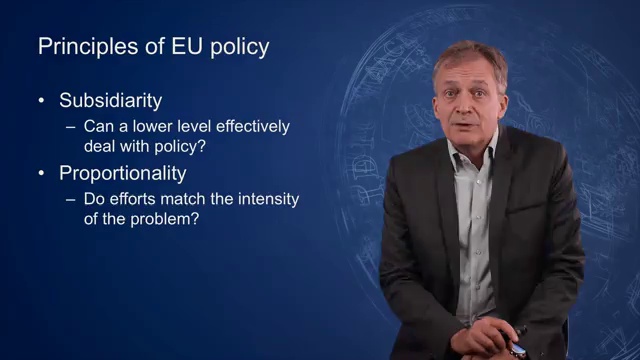 Principles of EU policy
• Subsidiarity
– Can a lower level effectively
deal with policy?
• Proportionality
– Do efforts match the intensity
of the problem?